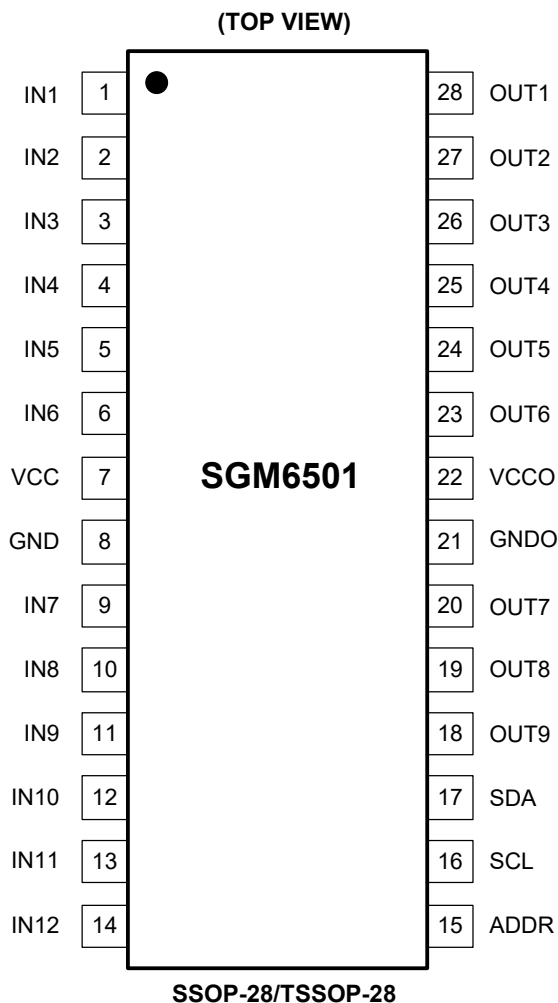 (TOP VIEW)
IN1 1 28 OUT1
IN2 2 27 OUT2
IN3 3 26 OUT3
IN4 4 25 OUT4
IN5 5 24 OUT5
IN6 6 23 OUT6
VCC 7 SGM6501 22 VCCO
GND 8 21 GNDO
IN7 9 20 OUT7
IN8 10 19 OUT8
IN9 11 18 OUT9
IN10 12 17 SDA
IN11 13 16 SCL
IN12 14 15 ADDR
SSOP-28/TSSOP-28